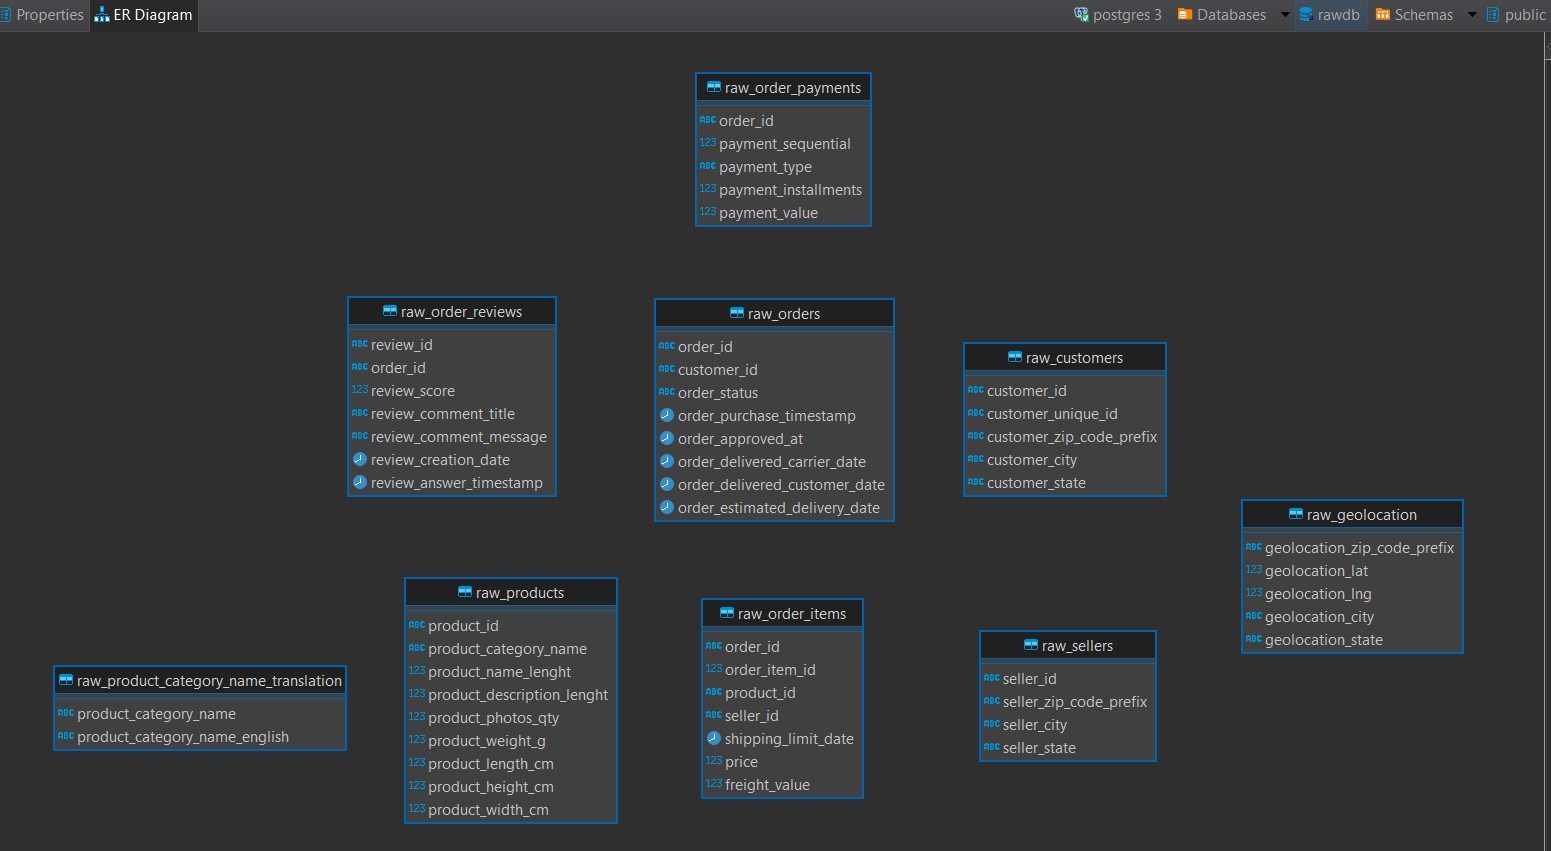 Properties
ER Diagram
postgres 3
Databases
rawdb
Schemas
public
raw_order_payments
ABC order_id
123 payment_sequential
ABC payment_type
123 payment_installments
123 payment_value
raw_order_reviews
ABC review_id
ABC order_id
123 review_score
ABC review_comment_title
ABC review_comment_message
review_creation_date
review_answer_timestamp
raw_orders
ABC order_id
ABC customer_id
ABC order_status
order_purchase_timestamp
order_approved_at
order_delivered_carrier_date
order_delivered_customer_date
order_estimated_delivery_date
raw_customers
ABC customer_id
ABC customer_unique_id
ABC customer_zip_code_prefix
ABC customer_city
ABC customer_state
raw_geolocation
ABC geolocation_zip_code_prefix
123 geolocation_lat
123 geolocation_lng
ABC geolocation_city
ABC geolocation_state
raw_products
ABC product_id
ABC product_category_name
123 product_name_lenght
123 product_description_lenght
123 product_photos_qty
123 product_weight_g
123 product_length_cm
123 product_height_cm
123 product_width_cm
raw_order_items
ABC order_id
123 order_item_id
ABC product_id
ABC seller_id
shipping_limit_date
123 price
123 freight_value
raw_sellers
ABC seller_id
ABC seller_zip_code_prefix
ABC seller_city
ABC seller_state
raw_product_category_name_translation
ABC product_category_name
ABC product_category_name_english